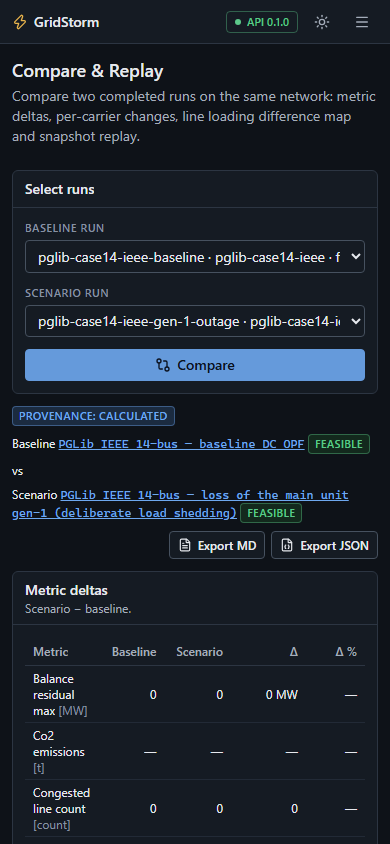 GridStorm
API 0.1.0
Compare & Replay
Compare two completed runs on the same network: metric
deltas, per-carrier changes, line loading difference map
and snapshot replay.
Select runs
BASELINE RUN
pglib-case14-ieee-baseline · pglib-case14-ieee · f
SCENARIO RUN
pglib-case14-ieee-gen-1-outage · pglib-case14-i
Compare
PROVENANCE: CALCULATED
Baseline PGLib IEEE 14-bus — baseline DC OPF FEASIBLE
vs
Scenario PGLib IEEE 14-bus — loss of the main unit
gen-1 (deliberate load shedding) FEASIBLE
Export MD Export JSON
Metric deltas
Scenario − baseline.
Metric Baseline Scenario Δ Δ %
Balance
residual
max [MW] 0 0 0 MW —
Co2
emissions
[t] — — — —
Congested
line count
[count] 0 0 0 —